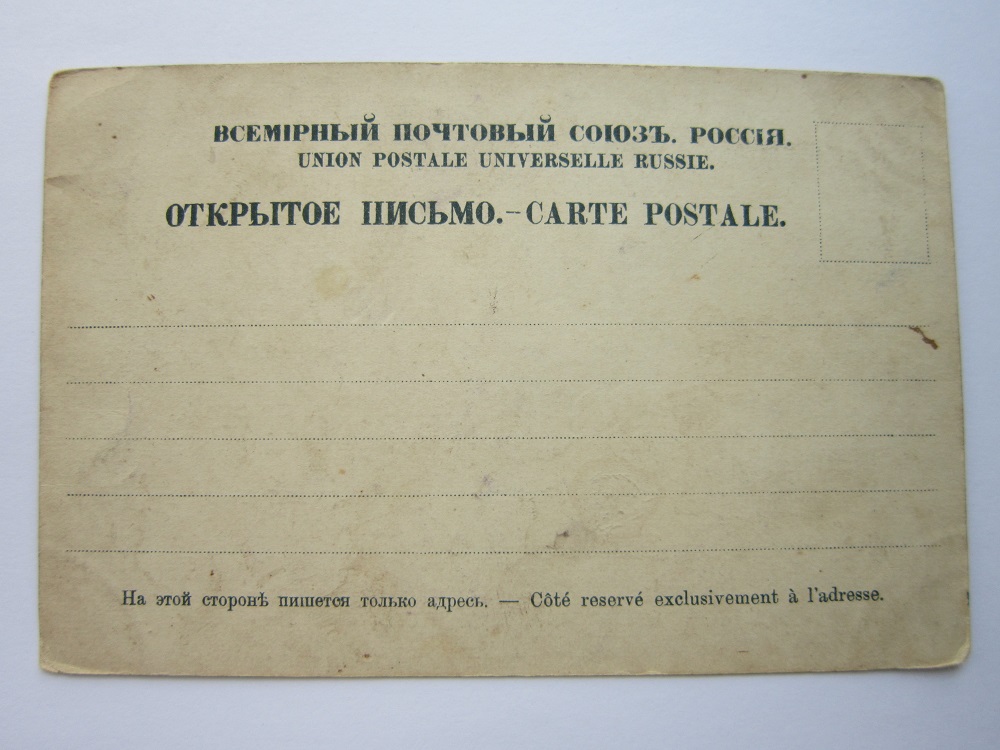 ВСЕМІРНЫЙ ПОЧТОВЫЙ СОЮЗЪ. РОССІЯ.
UNION POSTALE UNIVERSELLE RUSSIE.
ОТКРЫТОЕ ПИСЬМО.-CARTE POSTALE.
На этой сторонѣ пишется только адресъ. — Côté reservé exclusivement à l'adresse.